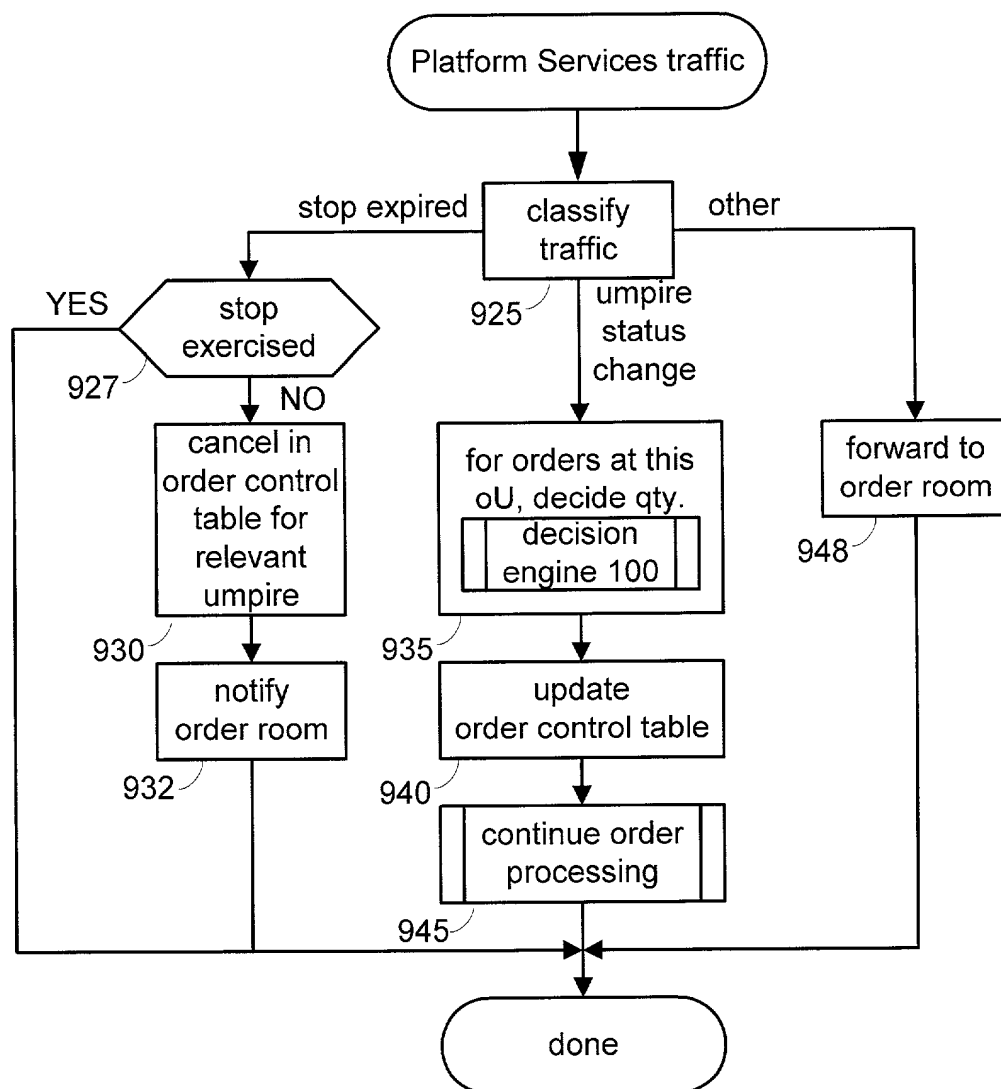 Platform Services traffic
classify
traffic
stop expired
other
925
umpire
status
change
YES
stop
exercised
927
NO
cancel in
order control
table for
relevant
umpire
930
notify
order room
932
for orders at this
oU, decide qty.
decision
engine 100
935
update
order control table
940
continue order
processing
945
forward to
order room
948
done